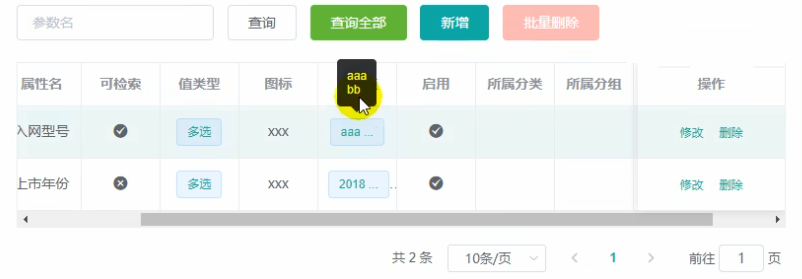 参数名 查询 查询全部 新增 批量删除
属性名 可检索 值类型 图标 启用 所属分类 所属分组 操作
aaa
bb
入网型号 多选 xxx aaa ... 修改 删除
上市年份 多选 xxx 2018 ... .. 修改 删除
共 2 条 10条/页 1 前往 1 页